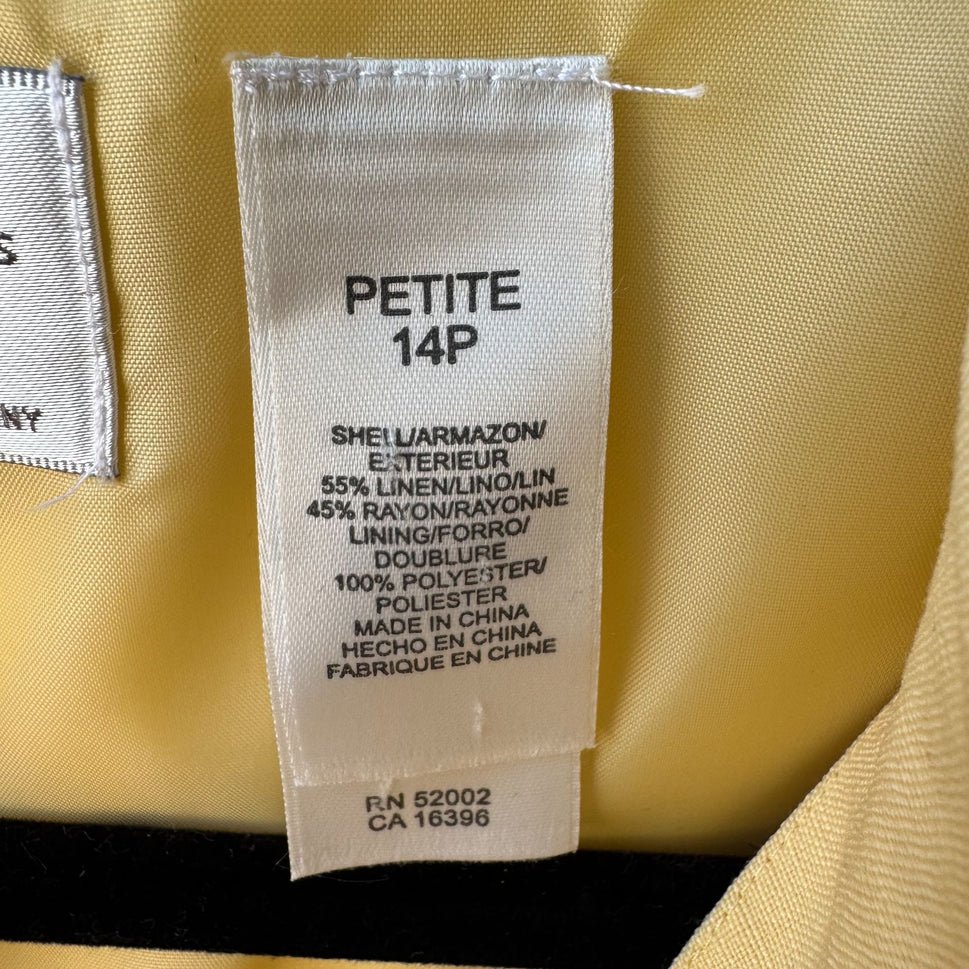 S
NY
PETITE
14P
SHELL/ARMAZON/
EXTERIEUR
55% LINEN/LINO/LIN
45% RAYON/RAYONNE
LINING/FORRO/
DOUBLURE
100% POLYESTER/
POLIESTER
MADE IN CHINA
HECHO EN CHINA
FABRIQUE EN CHINE
RN 52002
CA 16396